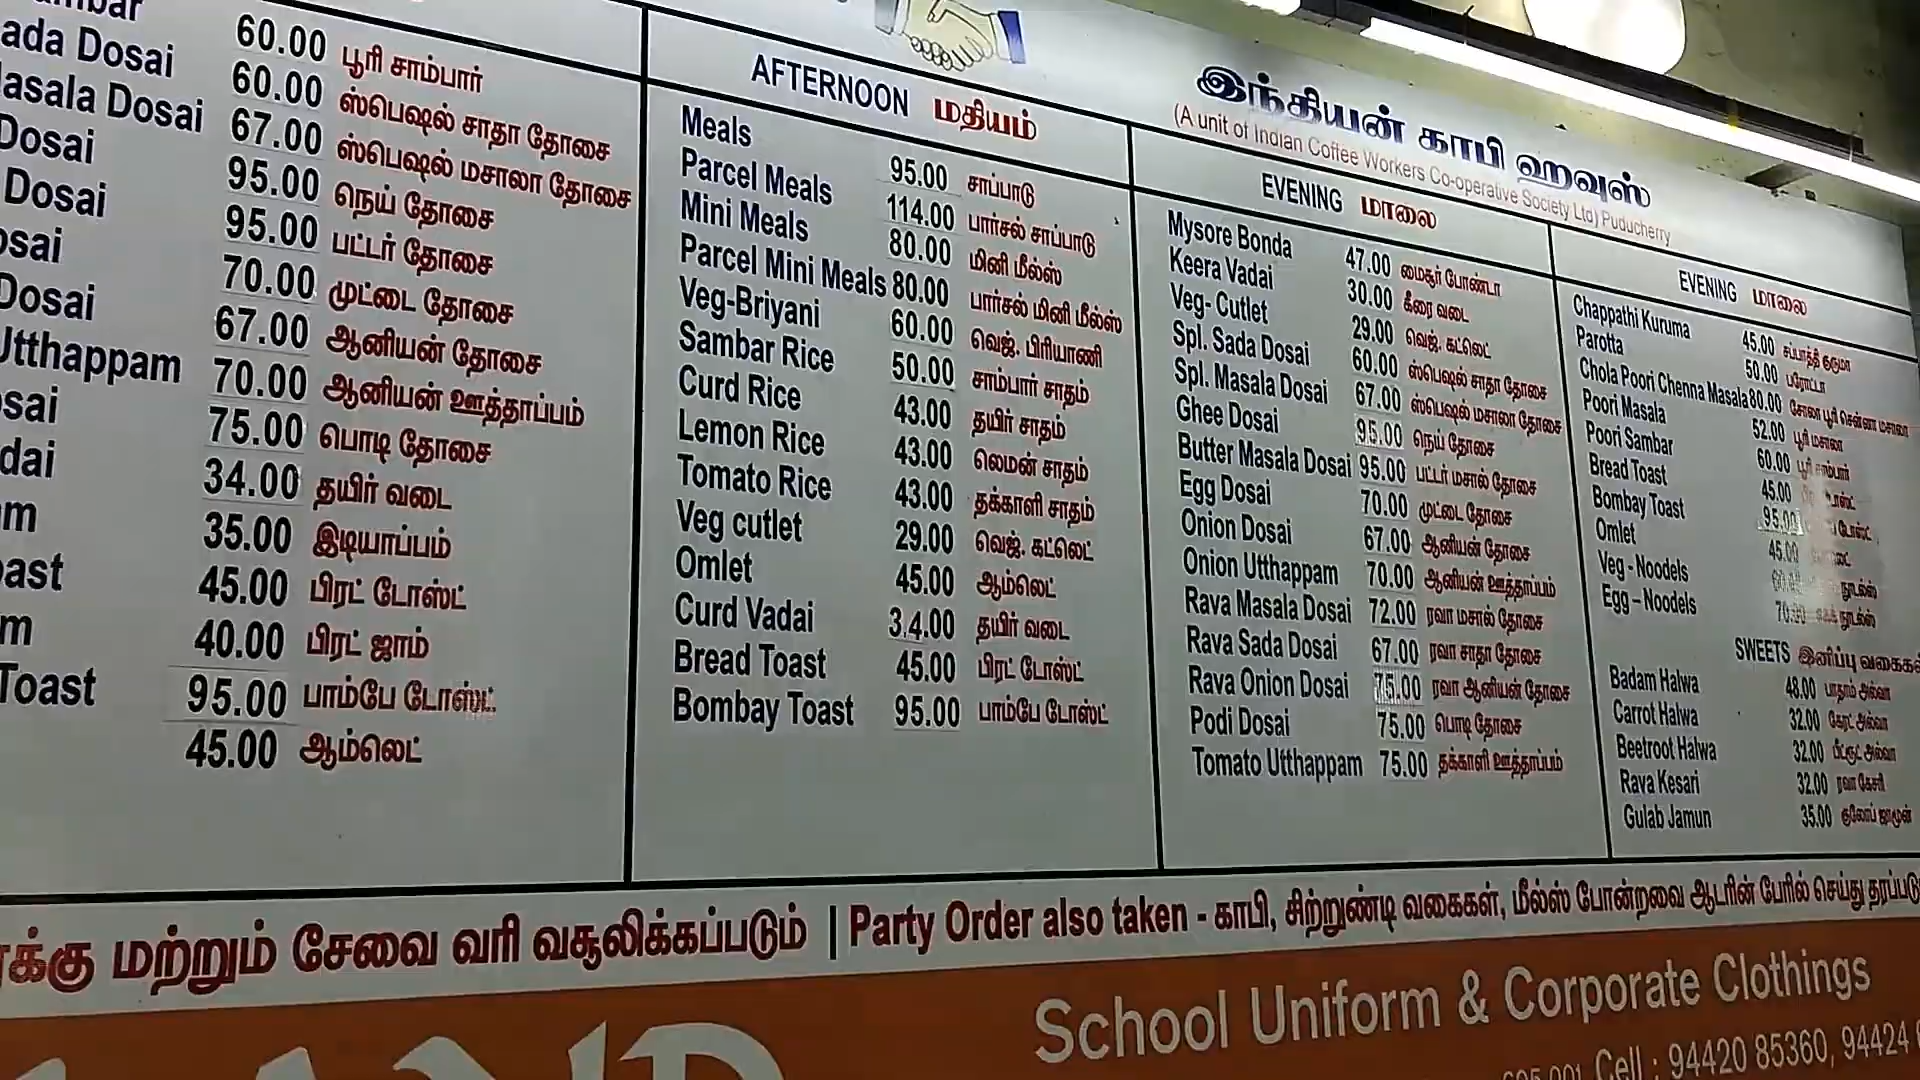 இந்தியன் காபி ஹவுஸ்
(A unit of Indian Coffee Workers Co-operative Society Ltd) Puducherry
60.00 பூரி சாம்பார்
ada Dosai 60.00 ஸ்பெஷல் சாதா தோசை
asala Dosai 67.00 ஸ்பெஷல் மசாலா தோசை
Dosai 95.00 நெய் தோசை
Dosai 95.00 பட்டர் தோசை
osai 70.00 முட்டை தோசை
Dosai 67.00 ஆனியன் தோசை
Utthappam 70.00 ஆனியன் ஊத்தாப்பம்
osai 75.00 பொடி தோசை
dai 34.00 தயிர் வடை
am 35.00 இடியாப்பம்
oast 45.00 பிரட் டோஸ்ட்
m 40.00 பிரட் ஜாம்
Toast 95.00 பாம்பே டோஸ்ட்
45.00 ஆம்லெட்
AFTERNOON மதியம்
Meals 95.00 சாப்பாடு
Parcel Meals 114.00 பார்சல் சாப்பாடு
Mini Meals 80.00 மினி மீல்ஸ்
Parcel Mini Meals 80.00 பார்சல் மினி மீல்ஸ்
Veg-Briyani 60.00 வெஜ். பிரியாணி
Sambar Rice 50.00 சாம்பார் சாதம்
Curd Rice 43.00 தயிர் சாதம்
Lemon Rice 43.00 லெமன் சாதம்
Tomato Rice 43.00 தக்காளி சாதம்
Veg cutlet 29.00 வெஜ். கட்லெட்
Omlet 45.00 ஆம்லெட்
Curd Vadai 34.00 தயிர் வடை
Bread Toast 45.00 பிரட் டோஸ்ட்
Bombay Toast 95.00 பாம்பே டோஸ்ட்
EVENING மாலை
Mysore Bonda 47.00 மைசூர் போண்டா
Keera Vadai 30.00 கீரை வடை
Veg- Cutlet 29.00 வெஜ். கட்லெட்
Spl. Sada Dosai 60.00 ஸ்பெஷல் சாதா தோசை
Spl. Masala Dosai 67.00 ஸ்பெஷல் மசாலா தோசை
Ghee Dosai 95.00 நெய் தோசை
Butter Masala Dosai 95.00 பட்டர் மசால் தோசை
Egg Dosai 70.00 முட்டை தோசை
Onion Dosai 67.00 ஆனியன் தோசை
Onion Utthappam 70.00 ஆனியன் ஊத்தாப்பம்
Rava Masala Dosai 72.00 ரவா மசால் தோசை
Rava Sada Dosai 67.00 ரவா சாதா தோசை
Rava Onion Dosai 75.00 ரவா ஆனியன் தோசை
Podi Dosai 75.00 பொடி தோசை
Tomato Utthappam 75.00 தக்காளி ஊத்தாப்பம்
EVENING மாலை
Chappathi Kuruma 45.00 சப்பாத்தி குருமா
Parotta 50.00 பரோட்டா
Chola Poori Chenna Masala 80.00 சோலா பூரி சென்னா மசாலா
Poori Masala 52.00 பூரி மசாலா
Poori Sambar 60.00 பூரி சாம்பார்
Bread Toast 45.00
Bombay Toast 95.00 டோஸ்ட்
Omlet 45.00
Veg - Noodels நூடல்ஸ்
Egg – Noodels 70.00 நூடல்ஸ்
SWEETS இனிப்பு வகைகள்
Badam Halwa 48.00 பாதாம் அல்வா
Carrot Halwa 32.00 கேரட் அல்வா
Beetroot Halwa 32.00 பீட்ரூட் அல்வா
Rava Kesari 32.00 ரவா கேசரி
Gulab Jamun 35.00 குலோப் ஜாமுன்
க்கு மற்றும் சேவை வரி வசூலிக்கப்படும் | Party Order also taken - காபி, சிற்றுண்டி வகைகள், மீல்ஸ் போன்றவை ஆடரின் பேரில் செய்து தரப்படு
School Uniform & Corporate Clothings
605 001 Cell : 94420 85360, 94424